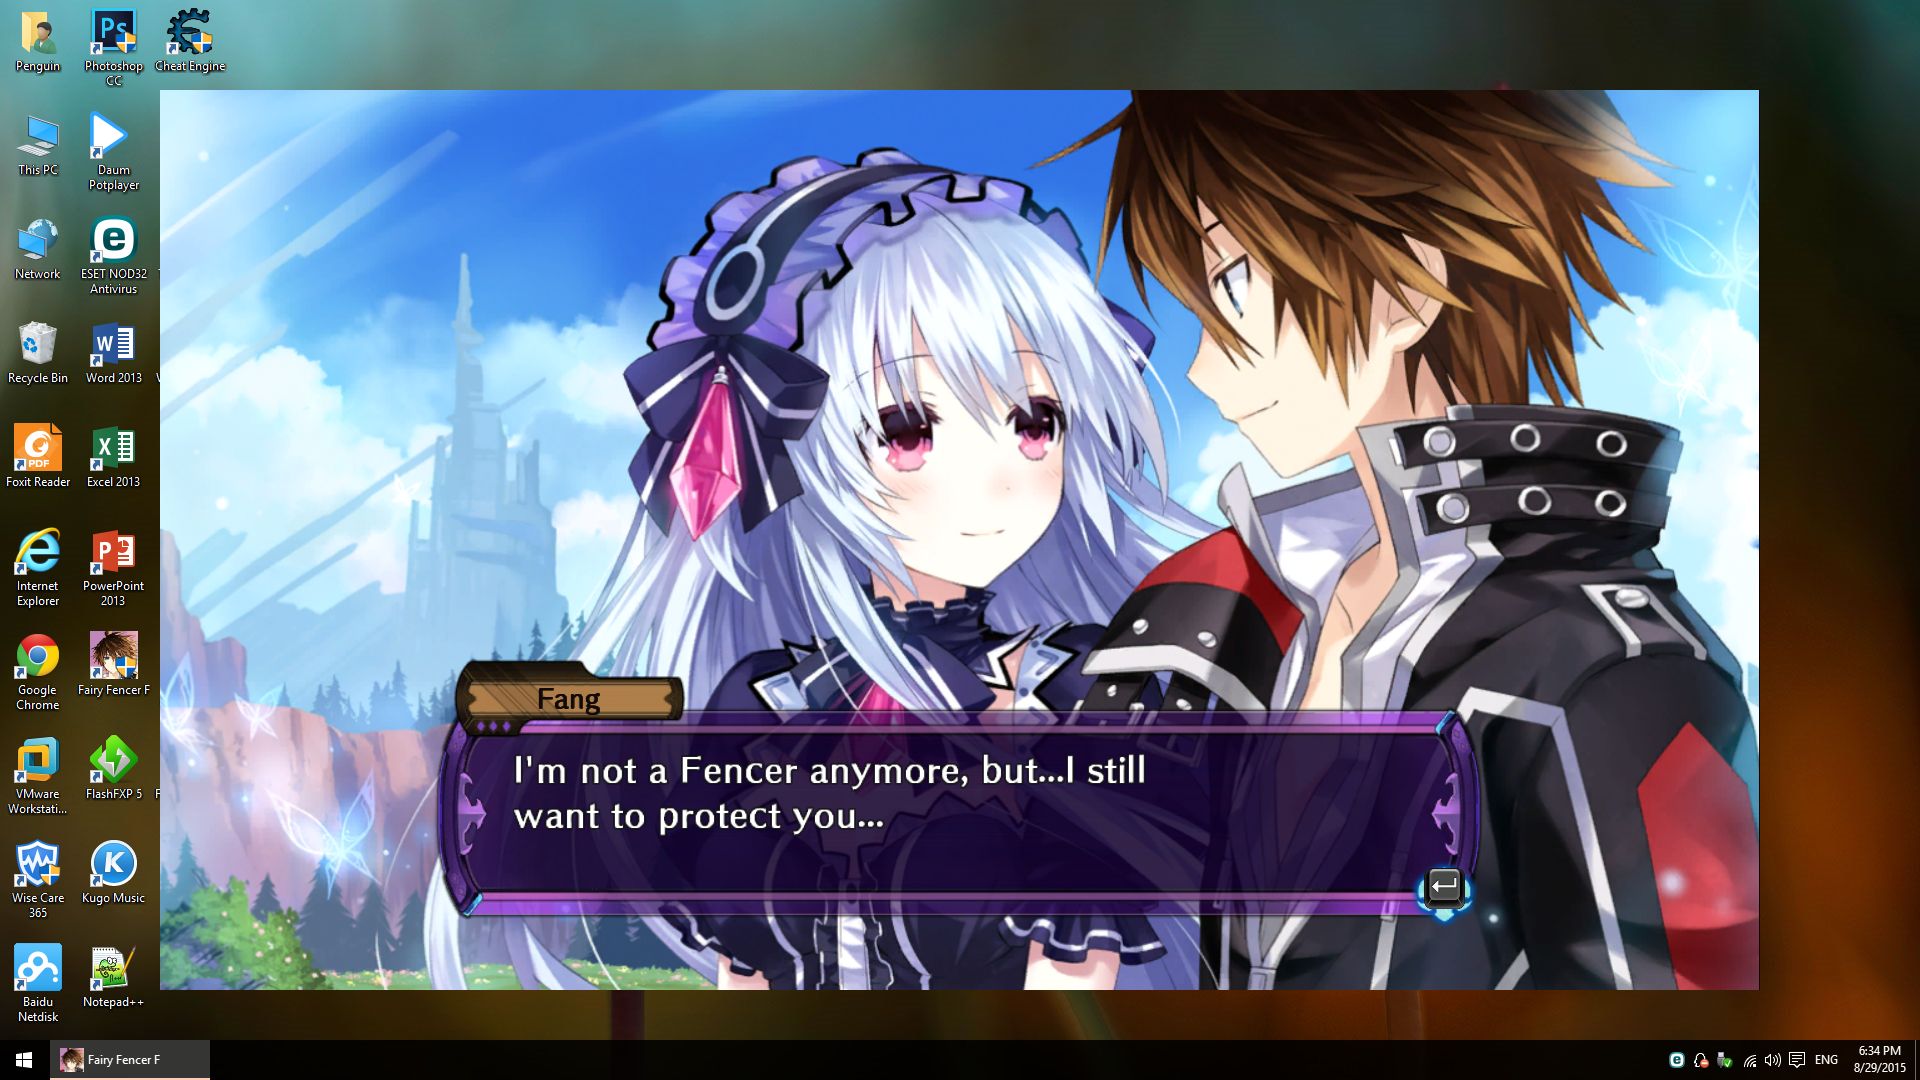 Penguin
Photoshop
CC
Cheat Engine
This PC
Daum
Potplayer
Network
ESET NOD32
Antivirus
Recycle Bin
Word 2013
Foxit Reader
Excel 2013
Internet
Explorer
PowerPoint
2013
Google
Chrome
Fairy Fencer F
VMware
Workstati...
FlashFXP 5
Wise Care
365
Kugo Music
Baidu
Netdisk
Notepad++
Fang
I'm not a Fencer anymore, but...I still
want to protect you...
Fairy Fencer F
ENG
6:34 PM
8/29/2015